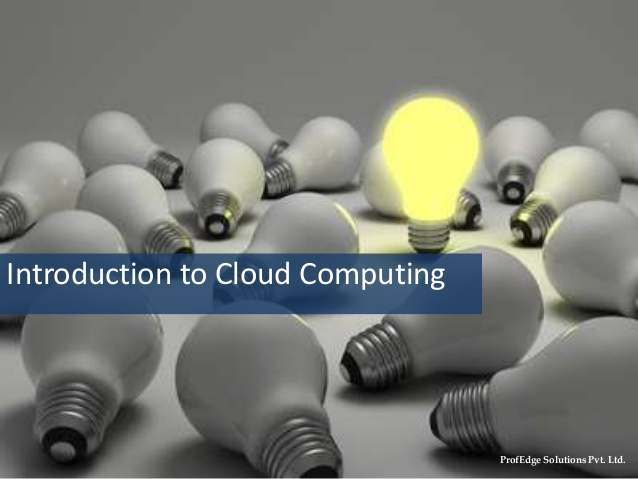 Introduction to Cloud Computing
ProfEdge Solutions Pvt. Ltd.